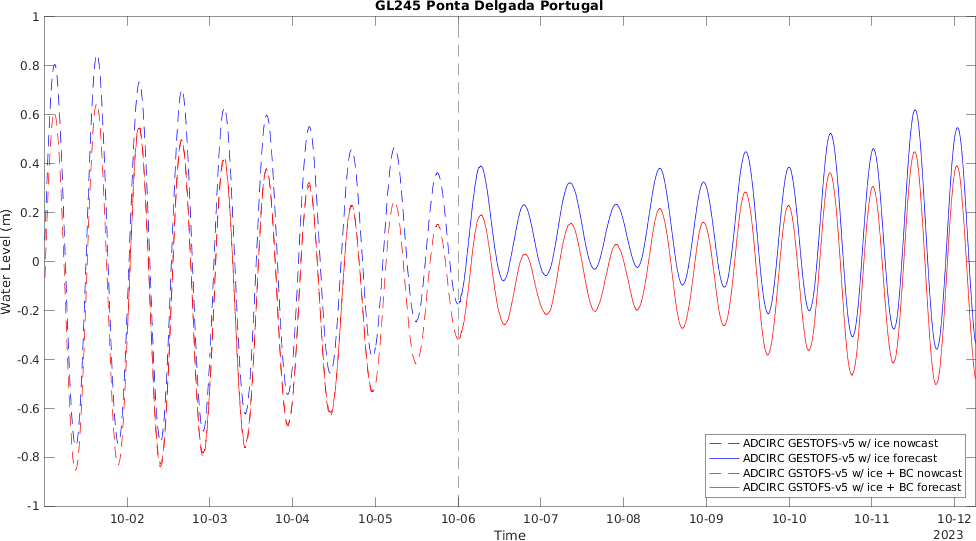 GL245 Ponta Delgada Portugal
1
0.8
0.6
0.4
0.2
0
-0.2
-0.4
-0.6
-0.8
-1
Water Level (m)
ADCIRC GESTOFS-v5 w/ ice nowcast
ADCIRC GESTOFS-v5 w/ ice forecast
ADCIRC GSTOFS-v5 w/ ice + BC nowcast
ADCIRC GSTOFS-v5 w/ ice + BC forecast
10-02 10-03 10-04 10-05 10-06 10-07 10-08 10-09 10-10 10-11 10-12
Time
2023